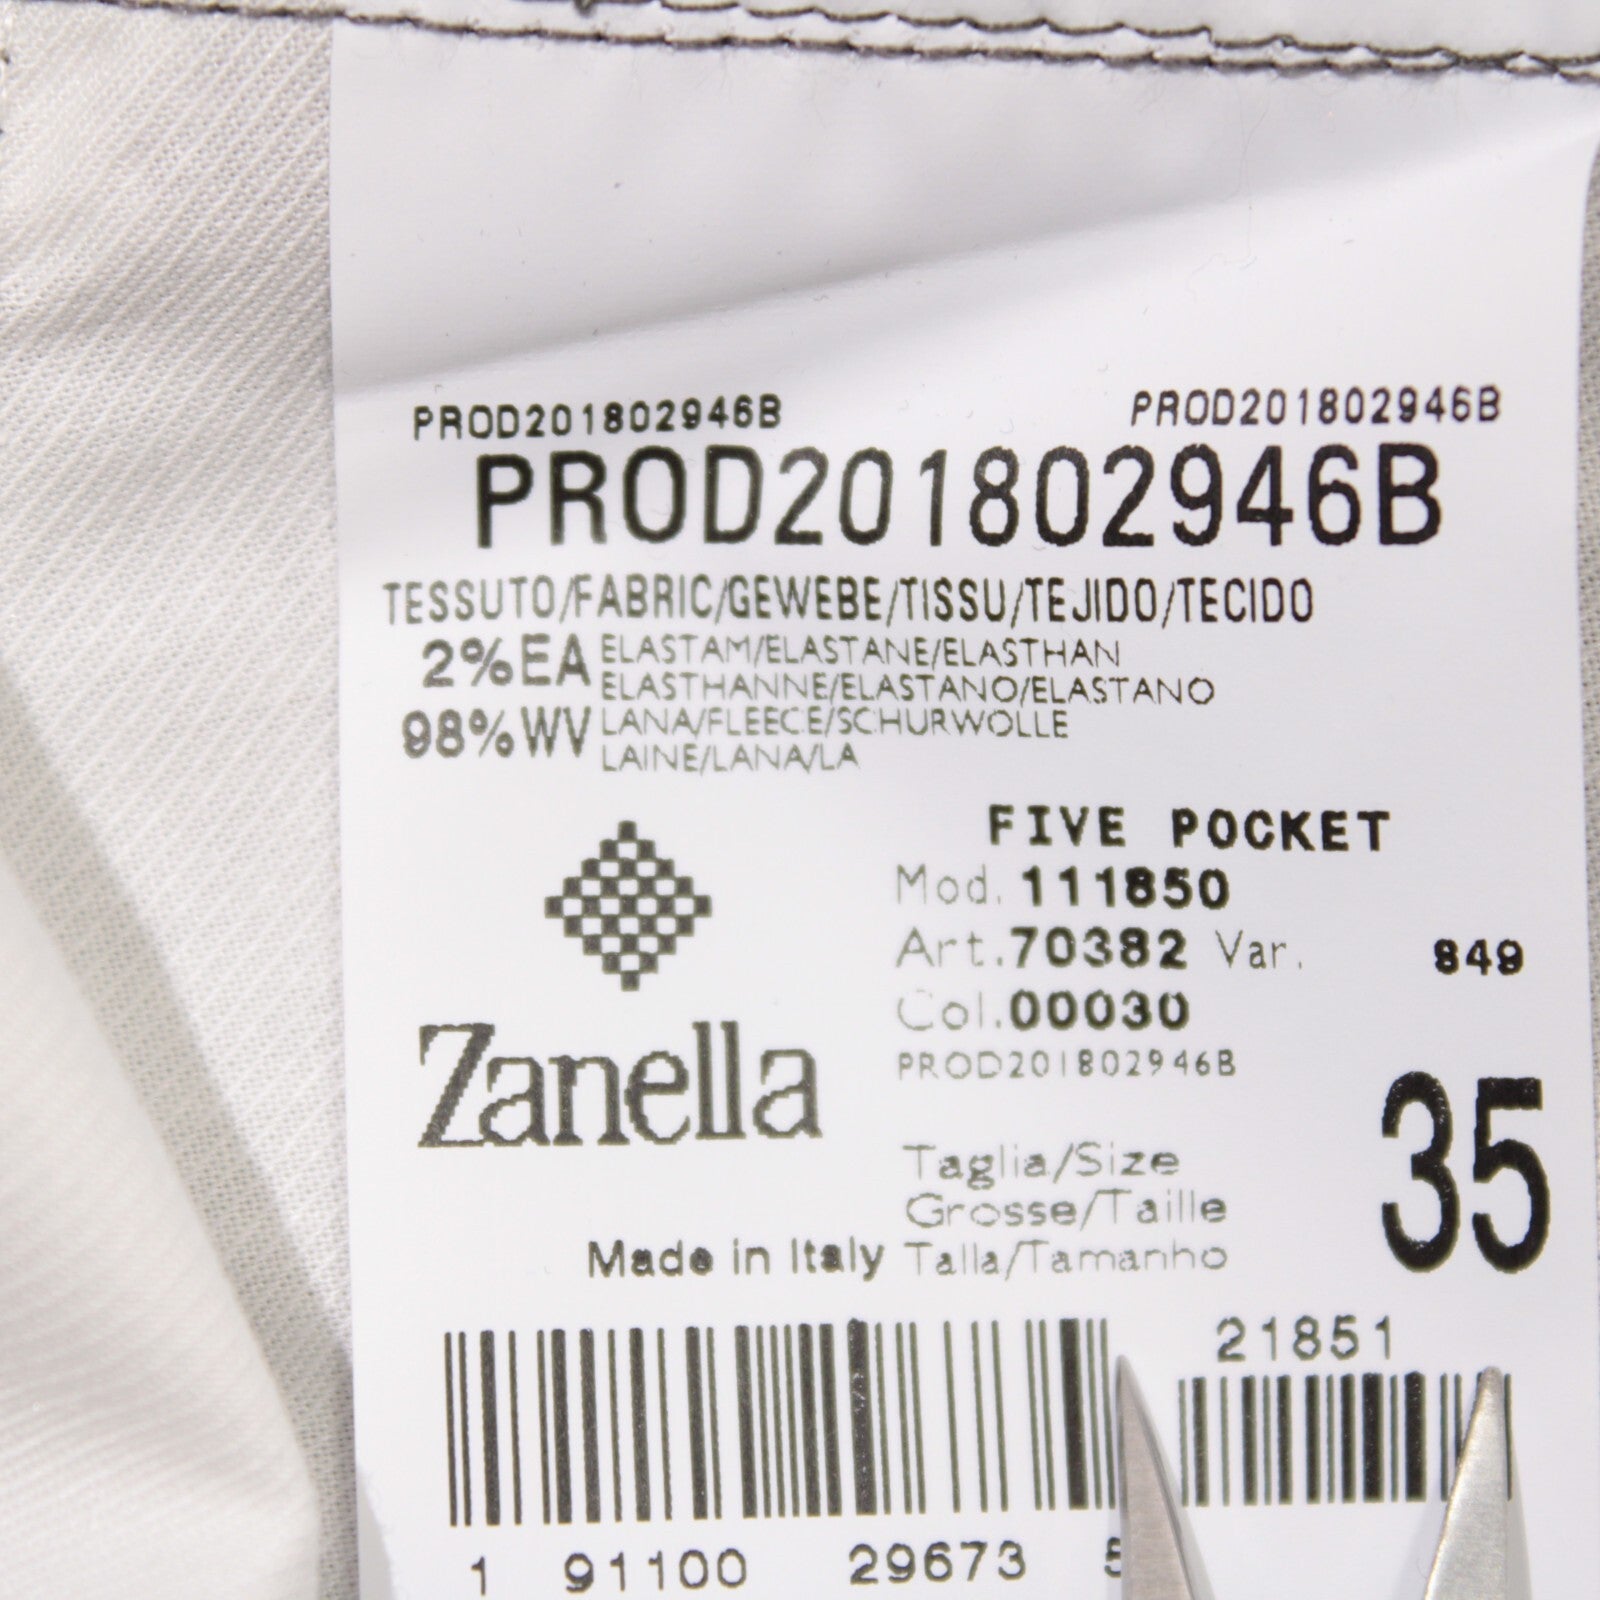 PROD201802946B PROD201802946B
PROD201802946B
TESSUTO/FABRIC/GEWEBE/TISSU/TEJIDO/TECIDO
2%EA ELASTAM/ELASTANE/ELASTHAN
ELASTHANNE/ELASTANO/ELASTANO
98%WV LANA/FLEECE/SCHURWOLLE
LAINE/LANA/LA
FIVE POCKET
Mod. 111850
Art.70382 Var. 849
Col.00030
PROD201802946B
Zanella
Taglia/Size
Grosse/Taille
Talla/Tamanho
35
Made in Italy
21851
1 91100 29673